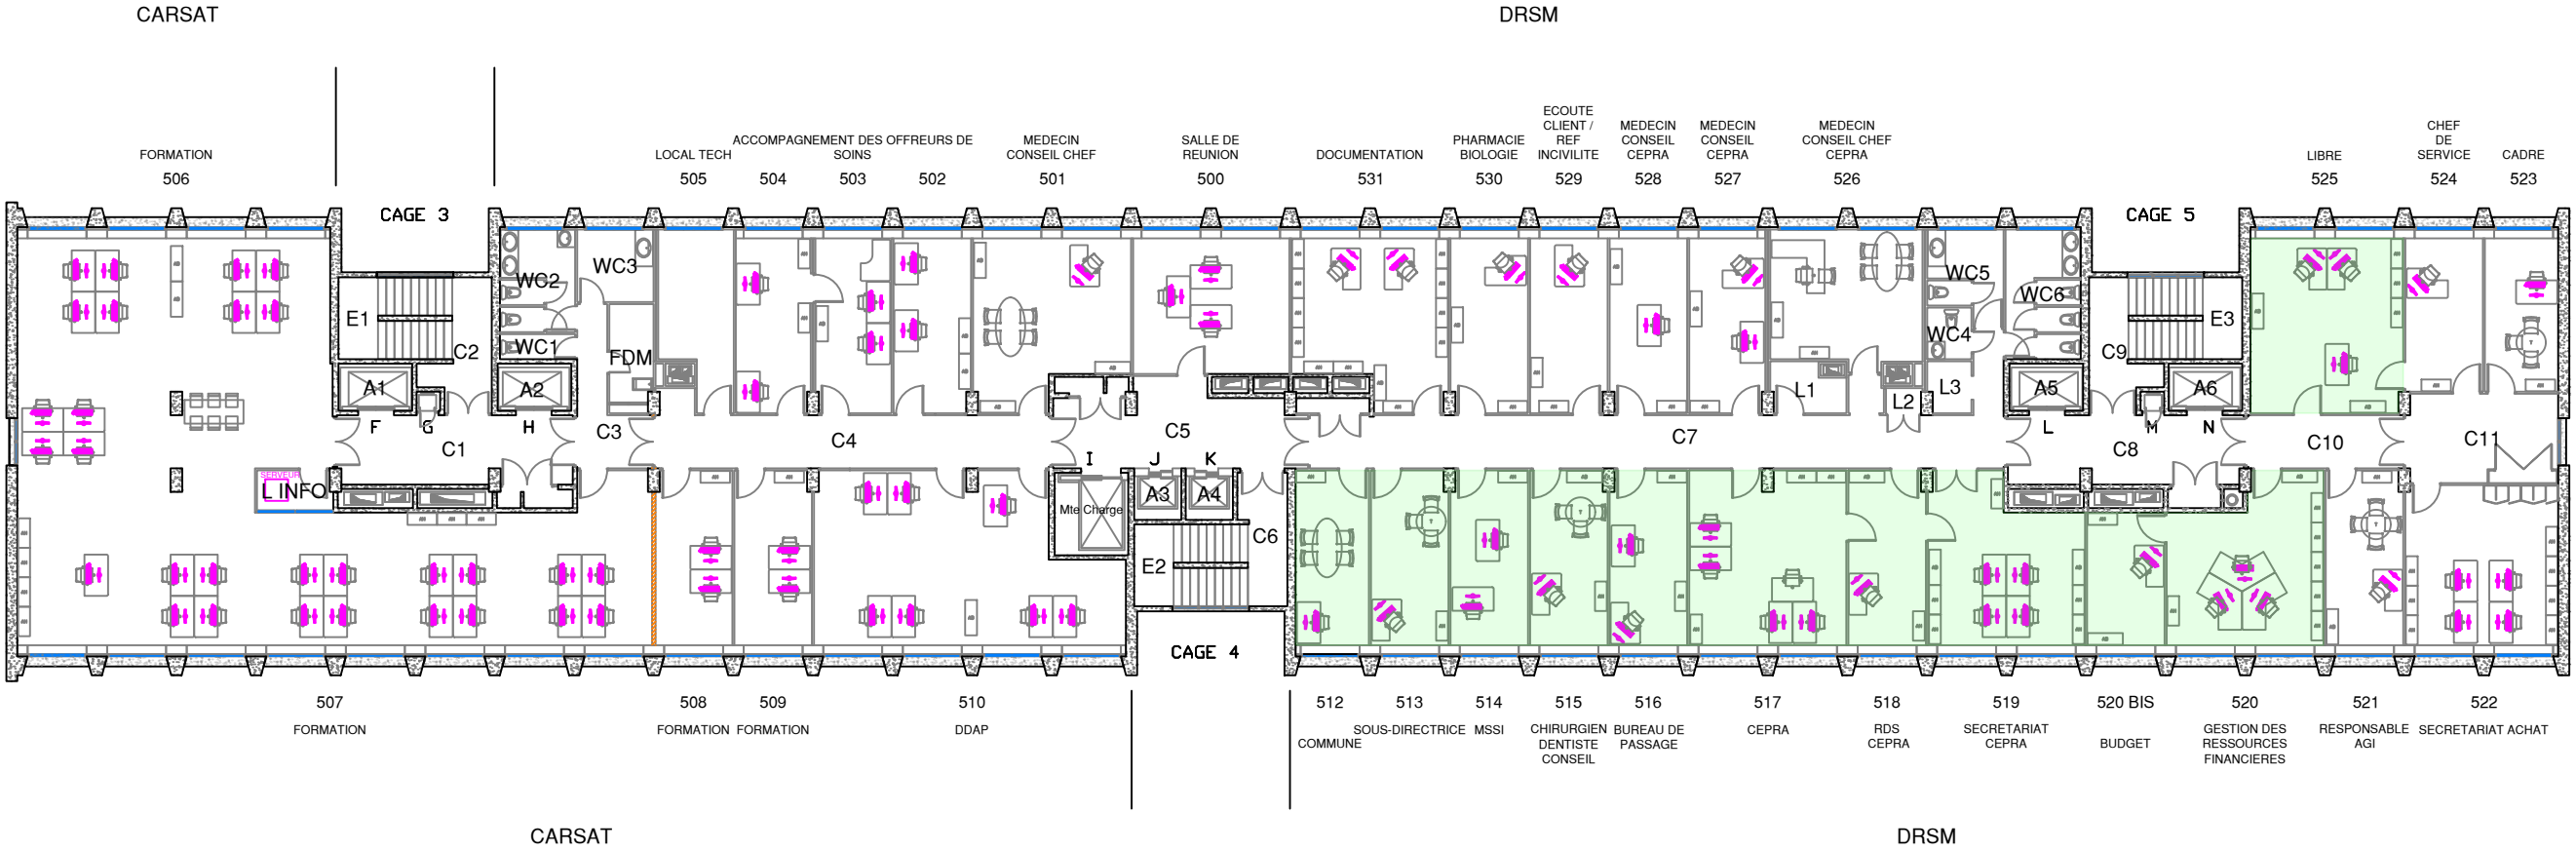 CARSAT
DRSM
FORMATION
506
LOCAL TECH
505
ACCOMPAGNEMENT DES OFFREURS DE
SOINS
504
503
502
MEDECIN
CONSEIL CHEF
501
SALLE DE
REUNION
500
DOCUMENTATION
531
PHARMACIE
BIOLOGIE
530
ECOUTE
CLIENT /
REF
INCIVILITE
529
MEDECIN
CONSEIL
CEPRA
528
MEDECIN
CONSEIL
CEPRA
527
MEDECIN
CONSEIL CHEF
CEPRA
526
LIBRE
525
CHEF
DE
SERVICE
524
CADRE
523
CAGE 3
CAGE 5
WC2
WC3
WC1
FDM
E1
C2
A1
A2
F
G
H
C1
C3
C4
C5
I
J
K
L INFO
SERVEUR
Mte Charge
A3
A4
C6
E2
CAGE 4
C7
L1
L2
L3
WC5
WC4
WC6
A5
A6
C9
E3
L
M
N
C8
C10
C11
507
FORMATION
508
FORMATION
509
FORMATION
510
DDAP
512
COMMUNE
513
SOUS-DIRECTRICE
514
MSSI
515
CHIRURGIEN
DENTISTE
CONSEIL
516
BUREAU DE
PASSAGE
517
CEPRA
518
RDS
CEPRA
519
SECRETARIAT
CEPRA
520 BIS
BUDGET
520
GESTION DES
RESSOURCES
FINANCIERES
521
RESPONSABLE
AGI
522
SECRETARIAT ACHAT
CARSAT
DRSM